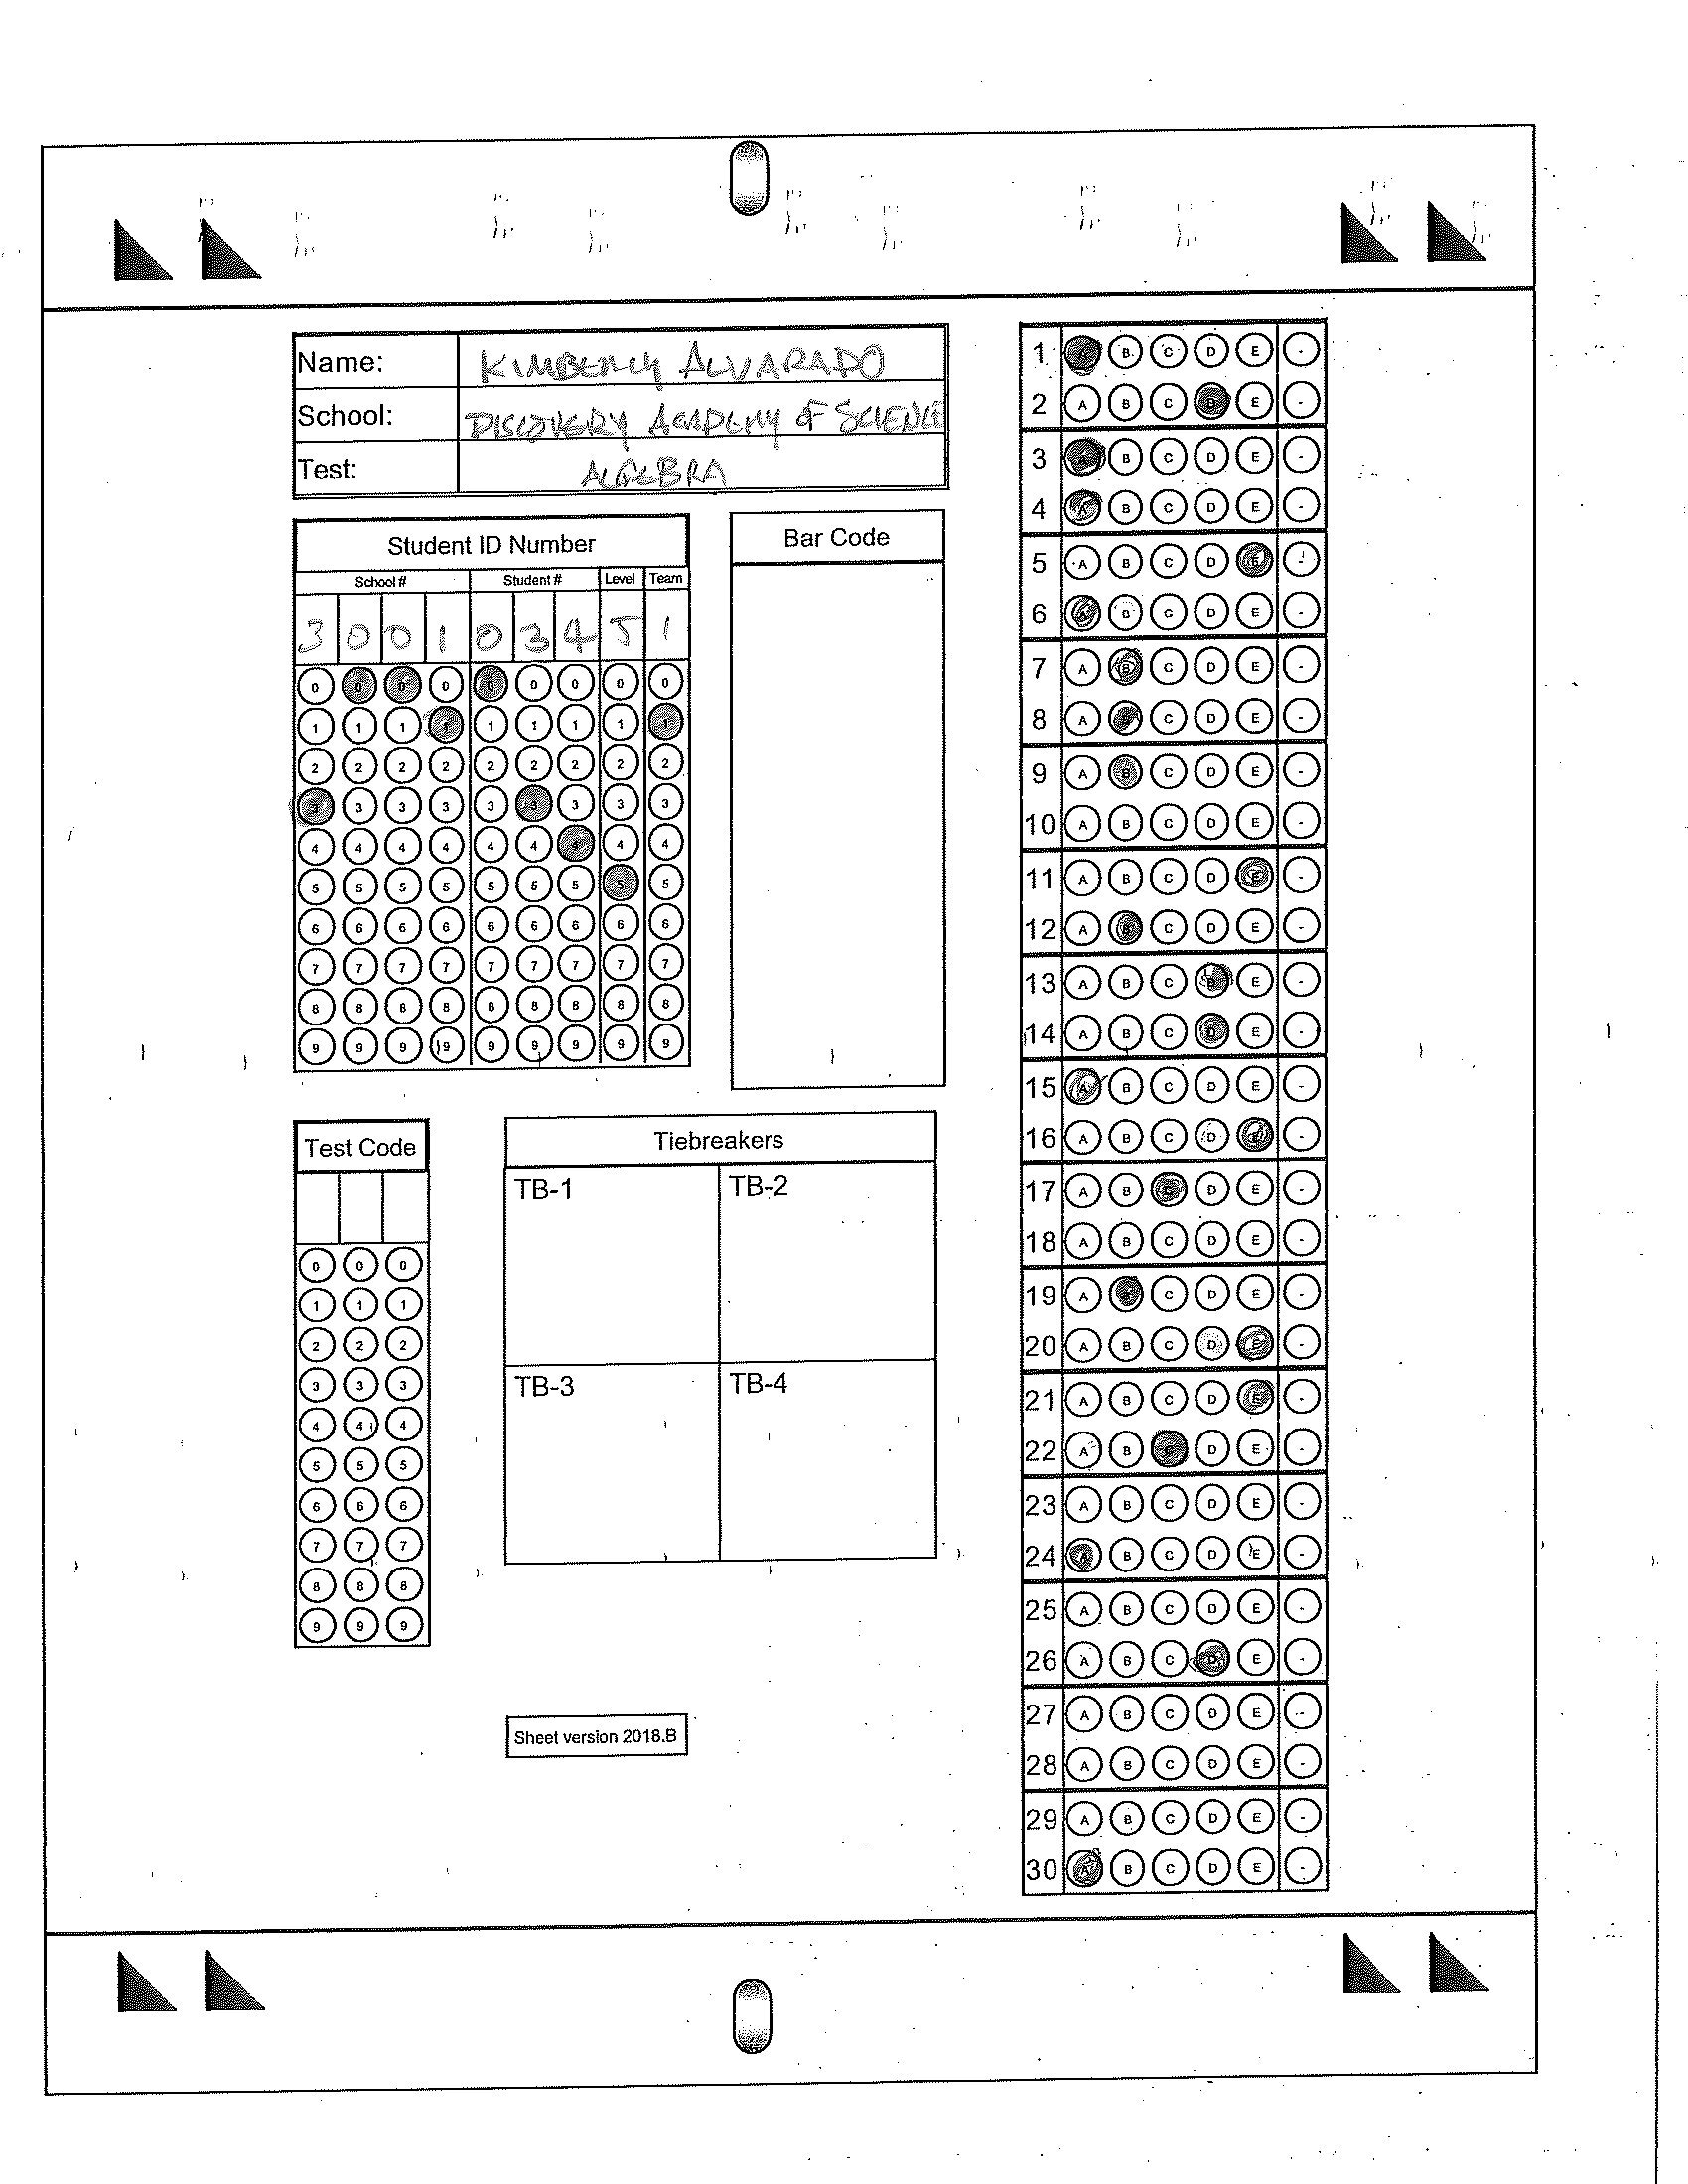 Name: KIMBERLY ALVARADO
School: DISCOVERY ACADEMY OF SCIENCE
Test: ALGEBRA
Student ID Number
School # Student # Level Team
3 0 0 1 0 3 4 5 1
0 0 0 0 0 0 0 0 0
1 1 1 1 1 1 1 1 1
2 2 2 2 2 2 2 2 2
3 3 3 3 3 3 3 3 3
4 4 4 4 4 4 4 4 4
5 5 5 5 5 5 5 5 5
6 6 6 6 6 6 6 6 6
7 7 7 7 7 7 7 7 7
8 8 8 8 8 8 8 8 8
9 9 9 9 9 9 9 9 9
Bar Code
Test Code
0 0 0
1 1 1
2 2 2
3 3 3
4 4 4
5 5 5
6 6 6
7 7 7
8 8 8
9 9 9
Tiebreakers
TB-1 TB-2
TB-3 TB-4
Sheet version 2018.B
1 A B C D E -
2 A B C D E -
3 A B C D E -
4 A B C D E -
5 A B C D E -
6 A B C D E -
7 A B C D E -
8 A B C D E -
9 A B C D E -
10 A B C D E -
11 A B C D E -
12 A B C D E -
13 A B C D E -
14 A B C D E -
15 A B C D E -
16 A B C D E -
17 A B C D E -
18 A B C D E -
19 A B C D E -
20 A B C D E -
21 A B C D E -
22 A B C D E -
23 A B C D E -
24 A B C D E -
25 A B C D E -
26 A B C D E -
27 A B C D E -
28 A B C D E -
29 A B C D E -
30 A B C D E -